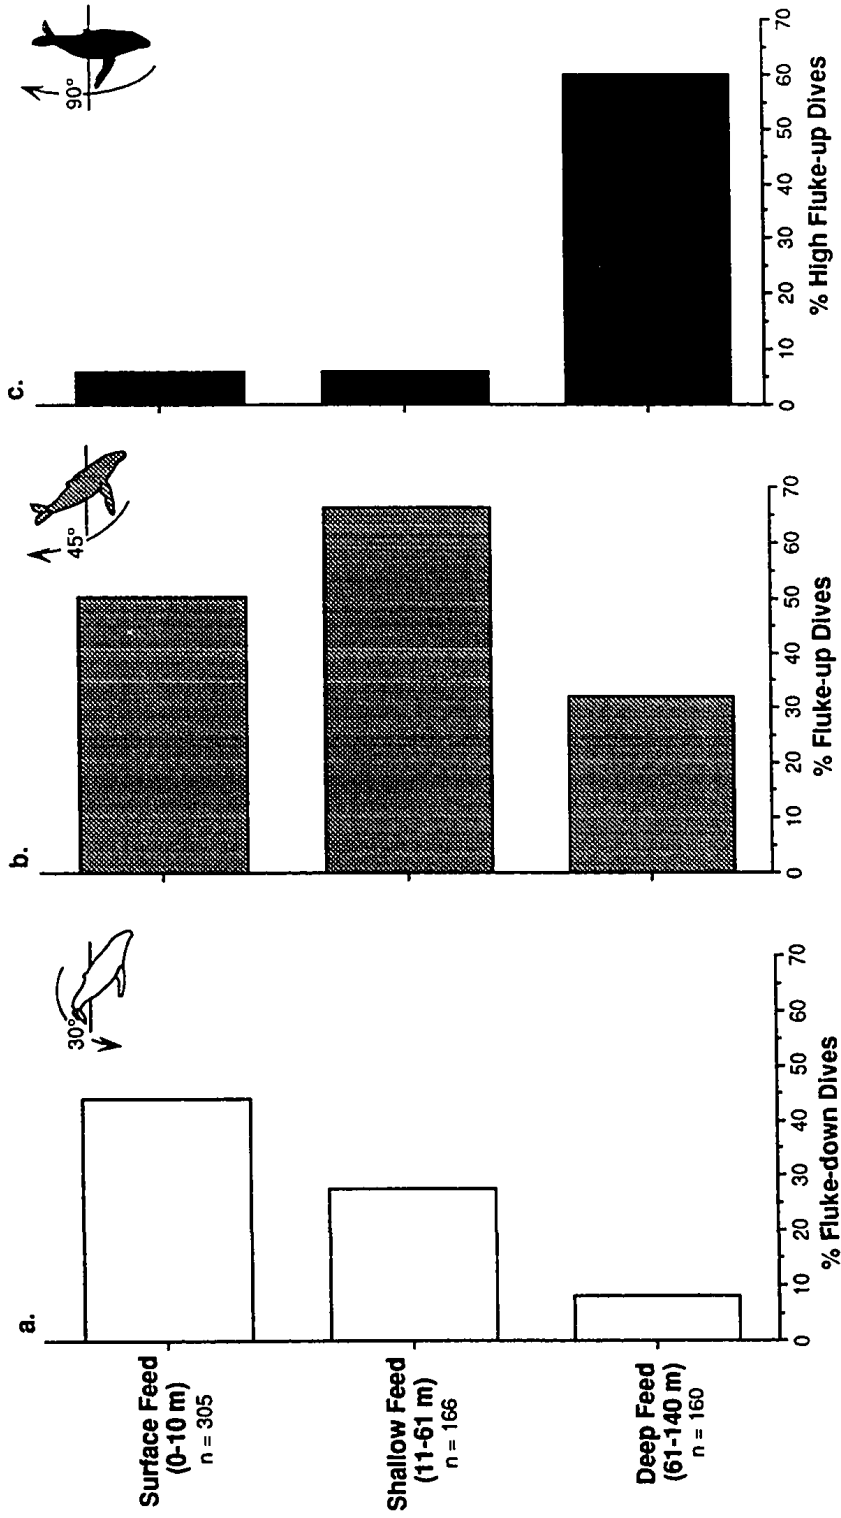 a.
30°
Surface Feed
(0-10 m)
n = 305
Shallow Feed
(11-61 m)
n = 166
Deep Feed
(61-140 m)
n = 160
0 10 20 30 40 50 60 70
% Fluke-down Dives
b.
45°
0 10 20 30 40 50 60 70
% Fluke-up Dives
c.
90°
0 10 20 30 40 50 60 70
% High Fluke-up Dives